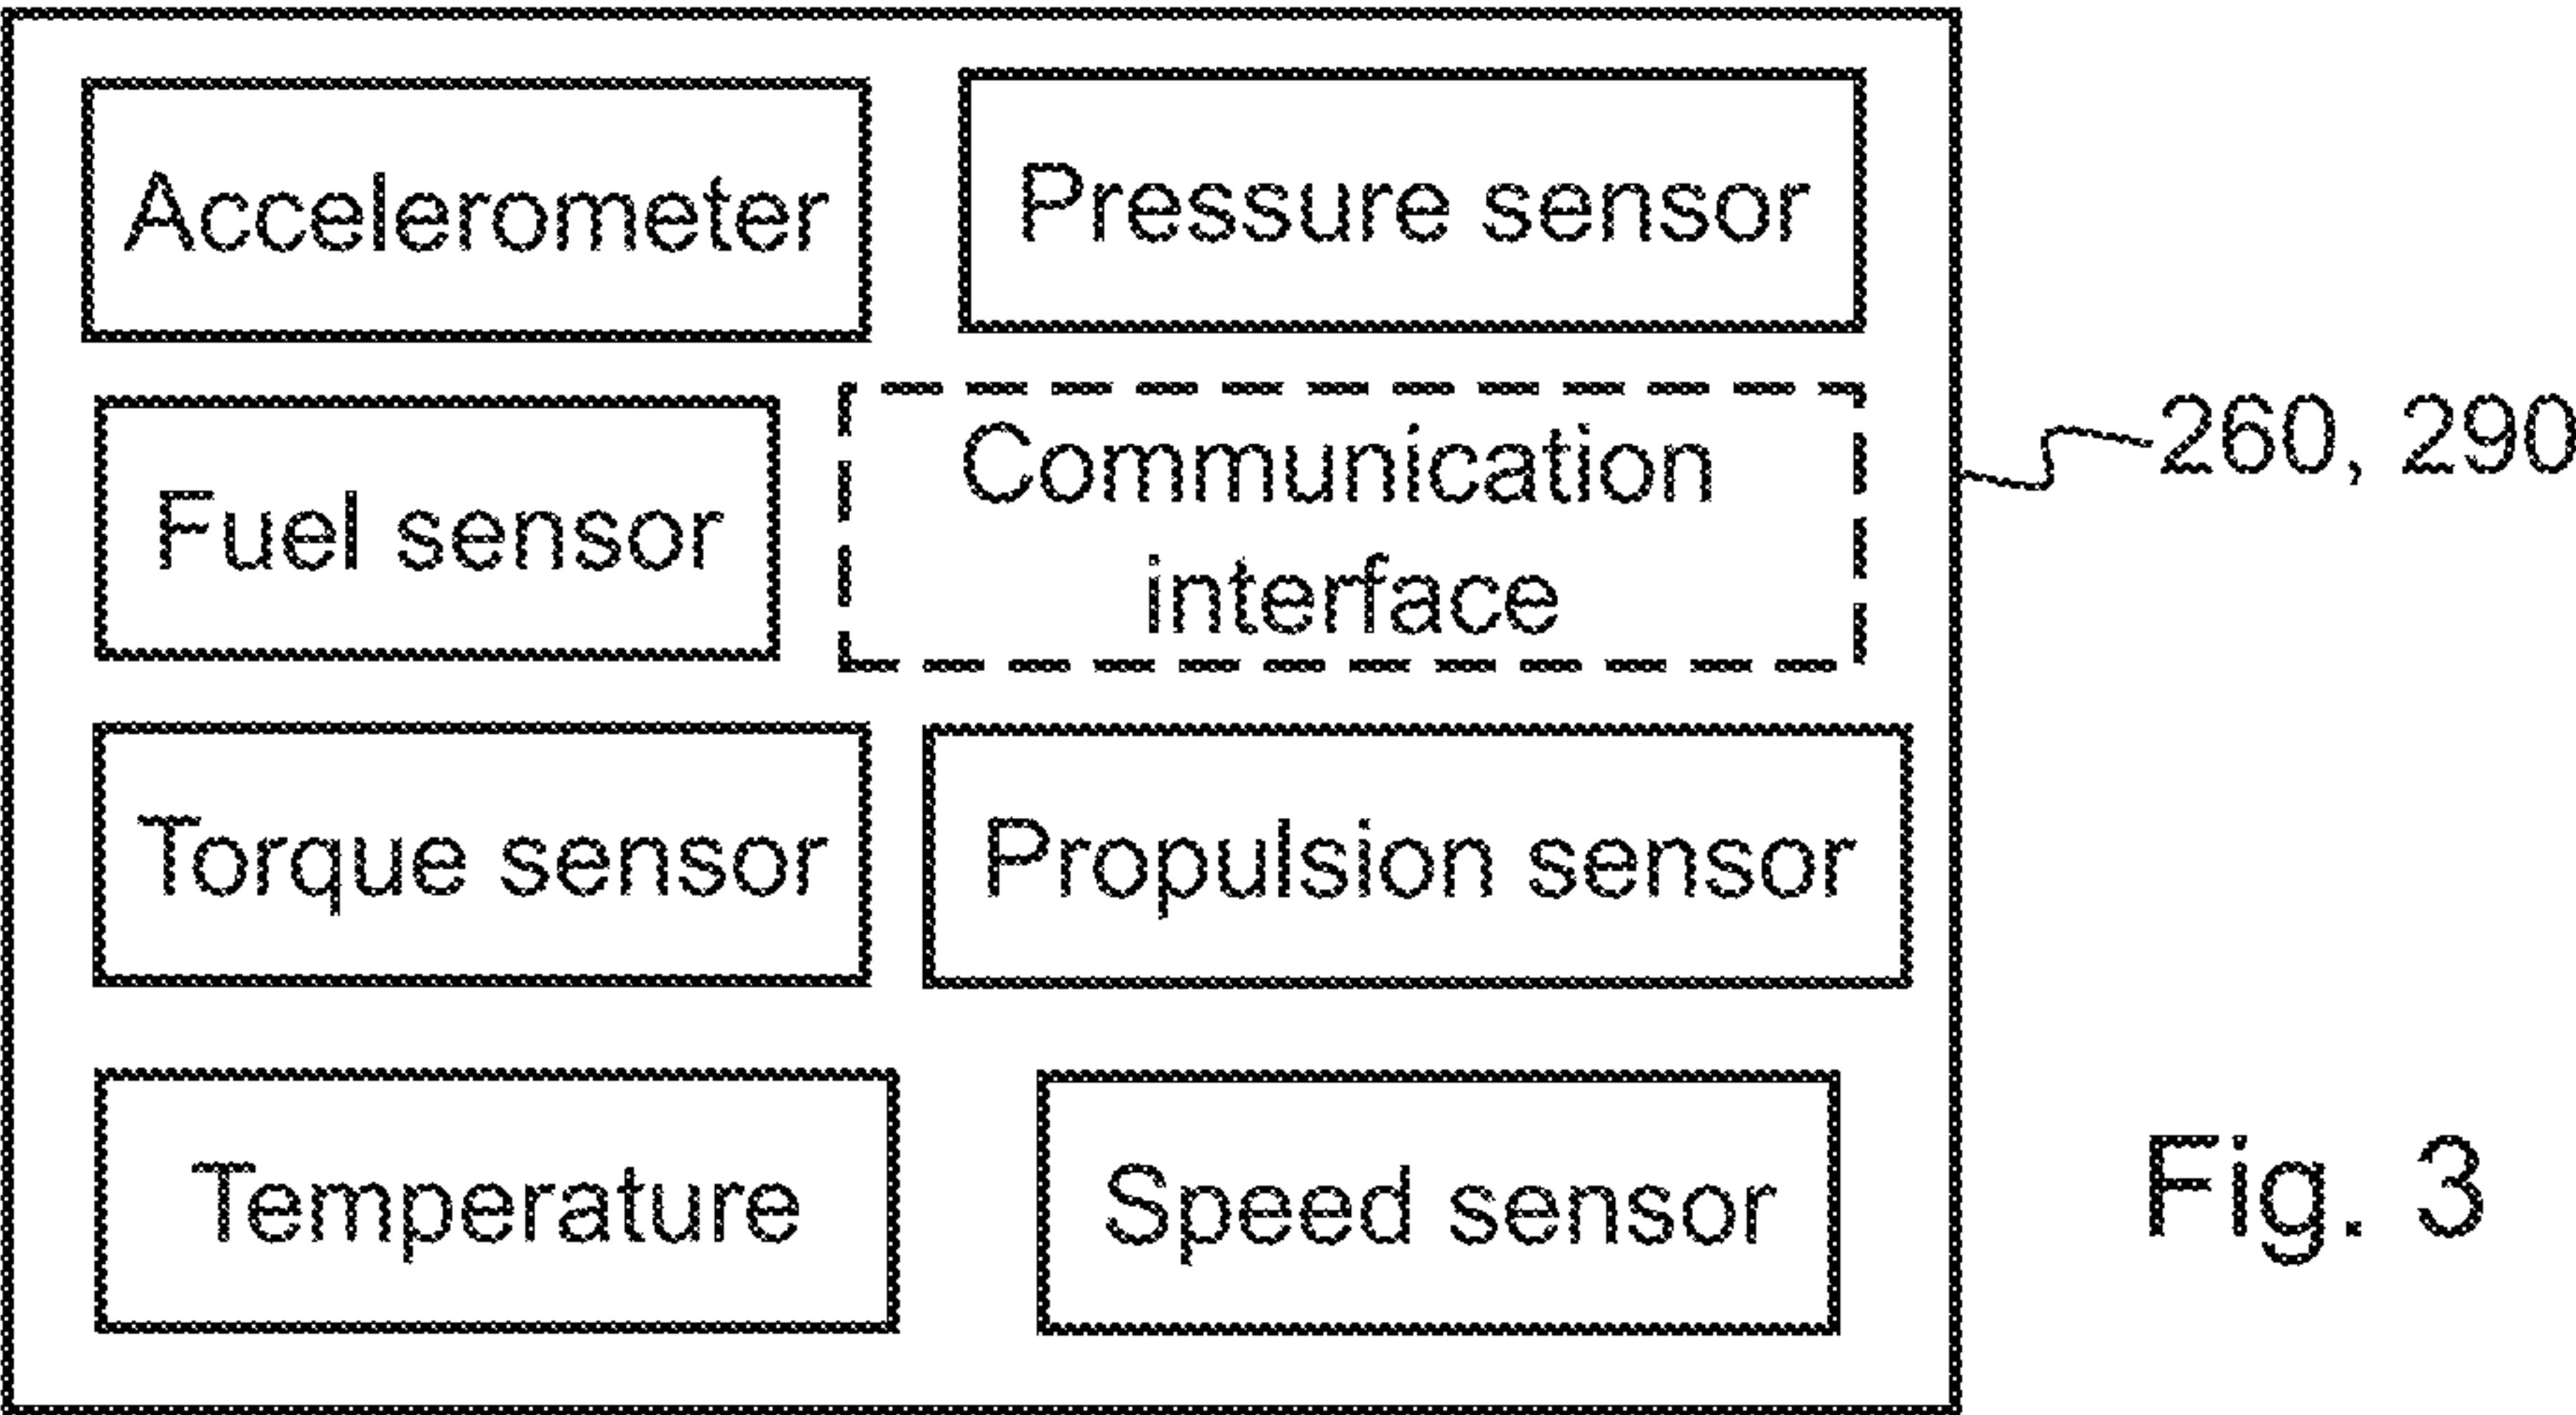 Accelerometer
Pressure sensor
Fuel sensor
Communication
interface
260, 290
Torque sensor
Propulsion sensor
Temperature
Speed sensor
Fig. 3